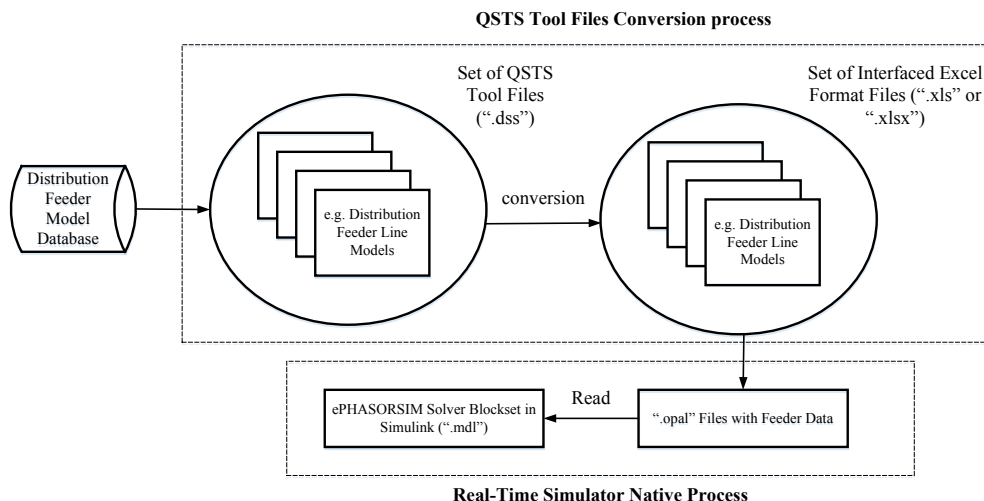 QSTS Tool Files Conversion process
Set of QSTS
Tool Files
(“.dss”)
Set of Interfaced Excel
Format Files (“.xls” or
“.xlsx”)
Distribution
Feeder
Model
Database
e.g. Distribution
Feeder Line
Models
conversion
e.g. Distribution
Feeder Line
Models
ePHASORSIM Solver Blockset in
Simulink (“.mdl”)
Read
“.opal” Files with Feeder Data
Real-Time Simulator Native Process